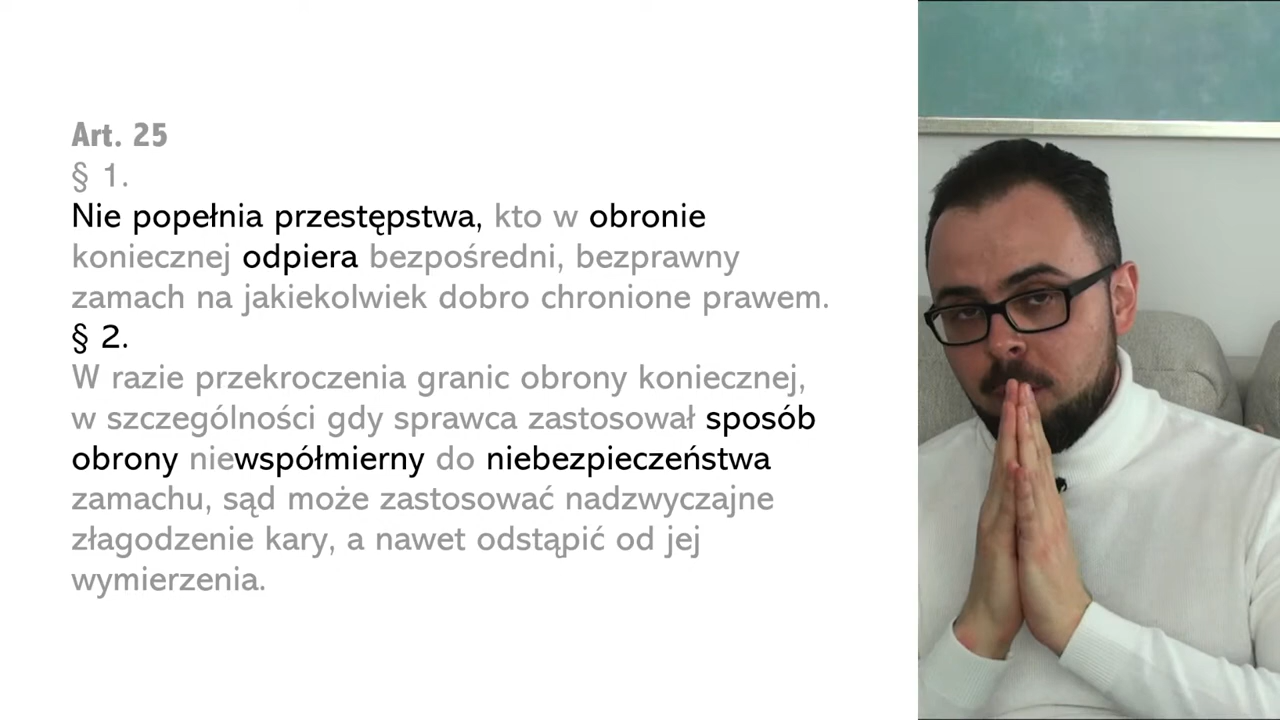 Art. 25
§ 1.
Nie popełnia przestępstwa, kto w obronie
koniecznej odpiera bezpośredni, bezprawny
zamach na jakiekolwiek dobro chronione prawem.
§ 2.
W razie przekroczenia granic obrony koniecznej,
w szczególności gdy sprawca zastosował sposób
obrony niewspółmierny do niebezpieczeństwa
zamachu, sąd może zastosować nadzwyczajne
złagodzenie kary, a nawet odstąpić od jej
wymierzenia.